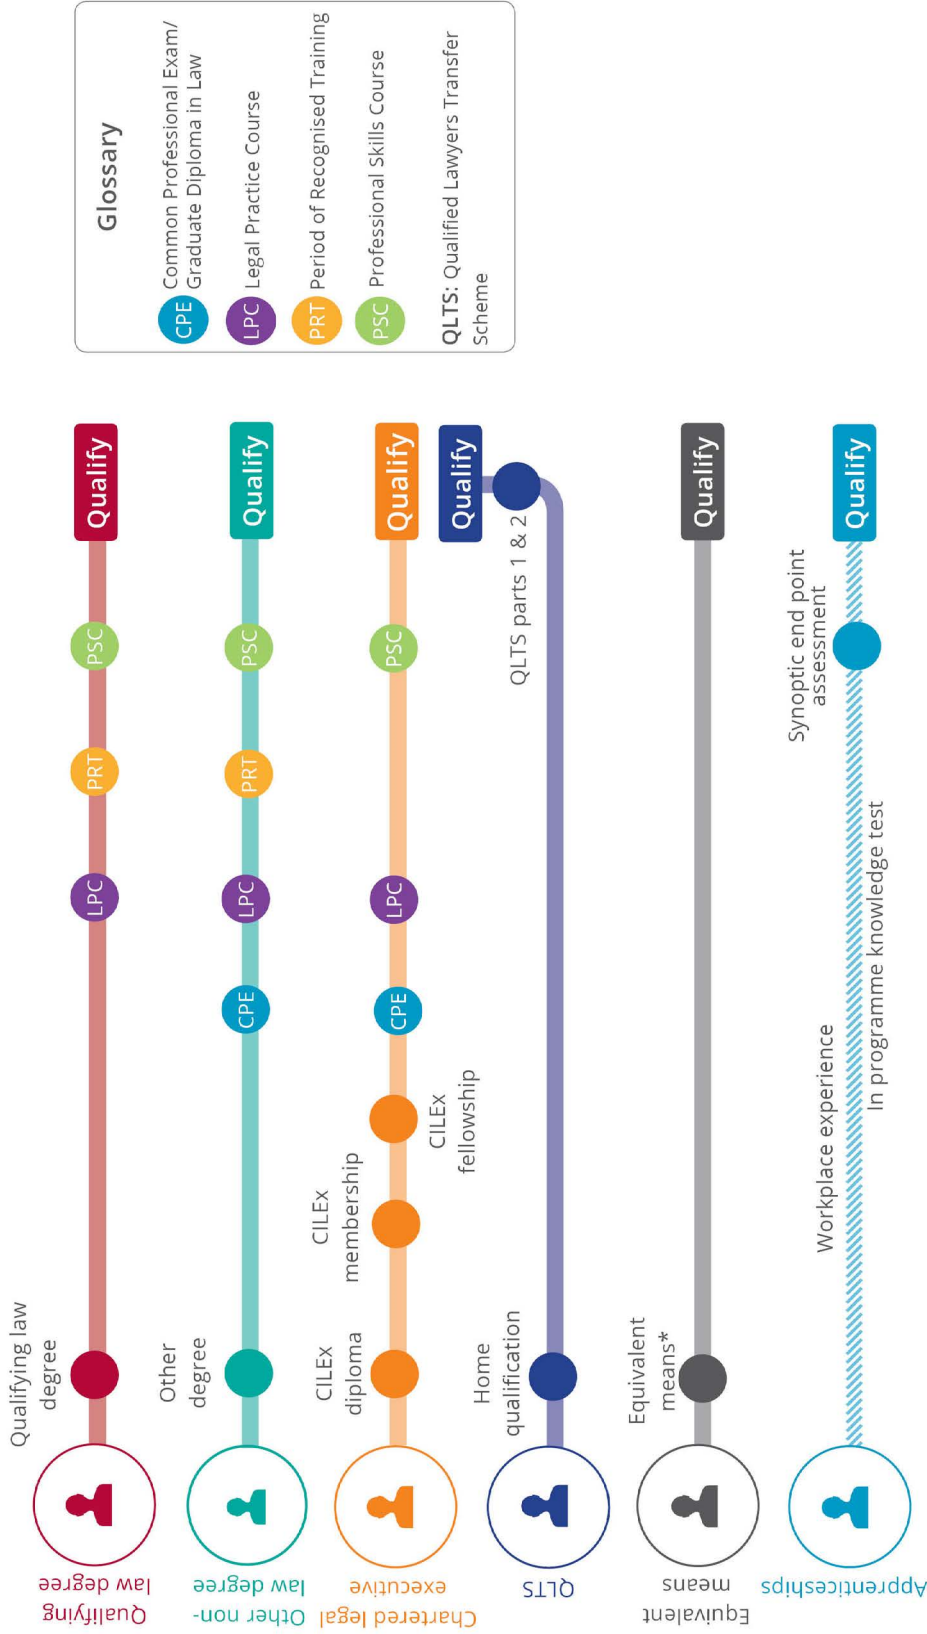 Qualifying
law degree
Qualifying law
degree
LPC
PRT
PSC
Qualify
Other non-
law degree
Other
degree
CPE
LPC
PRT
PSC
Qualify
Chartered legal
executive
CILEx
diploma
CILEx
membership
CILEx
fellowship
CPE
LPC
PSC
Qualify
QLTS
Home
qualification
QLTS parts 1 & 2
Qualify
Equivalent
means
Equivalent
means*
Qualify
Apprenticeships
Workplace experience
In programme knowledge test
Synoptic end point
assessment
Qualify
Glossary
CPE
Common Professional Exam/
Graduate Diploma in Law
LPC
Legal Practice Course
PRT
Period of Recognised Training
PSC
Professional Skills Course
QLTS: Qualified Lawyers Transfer
Scheme